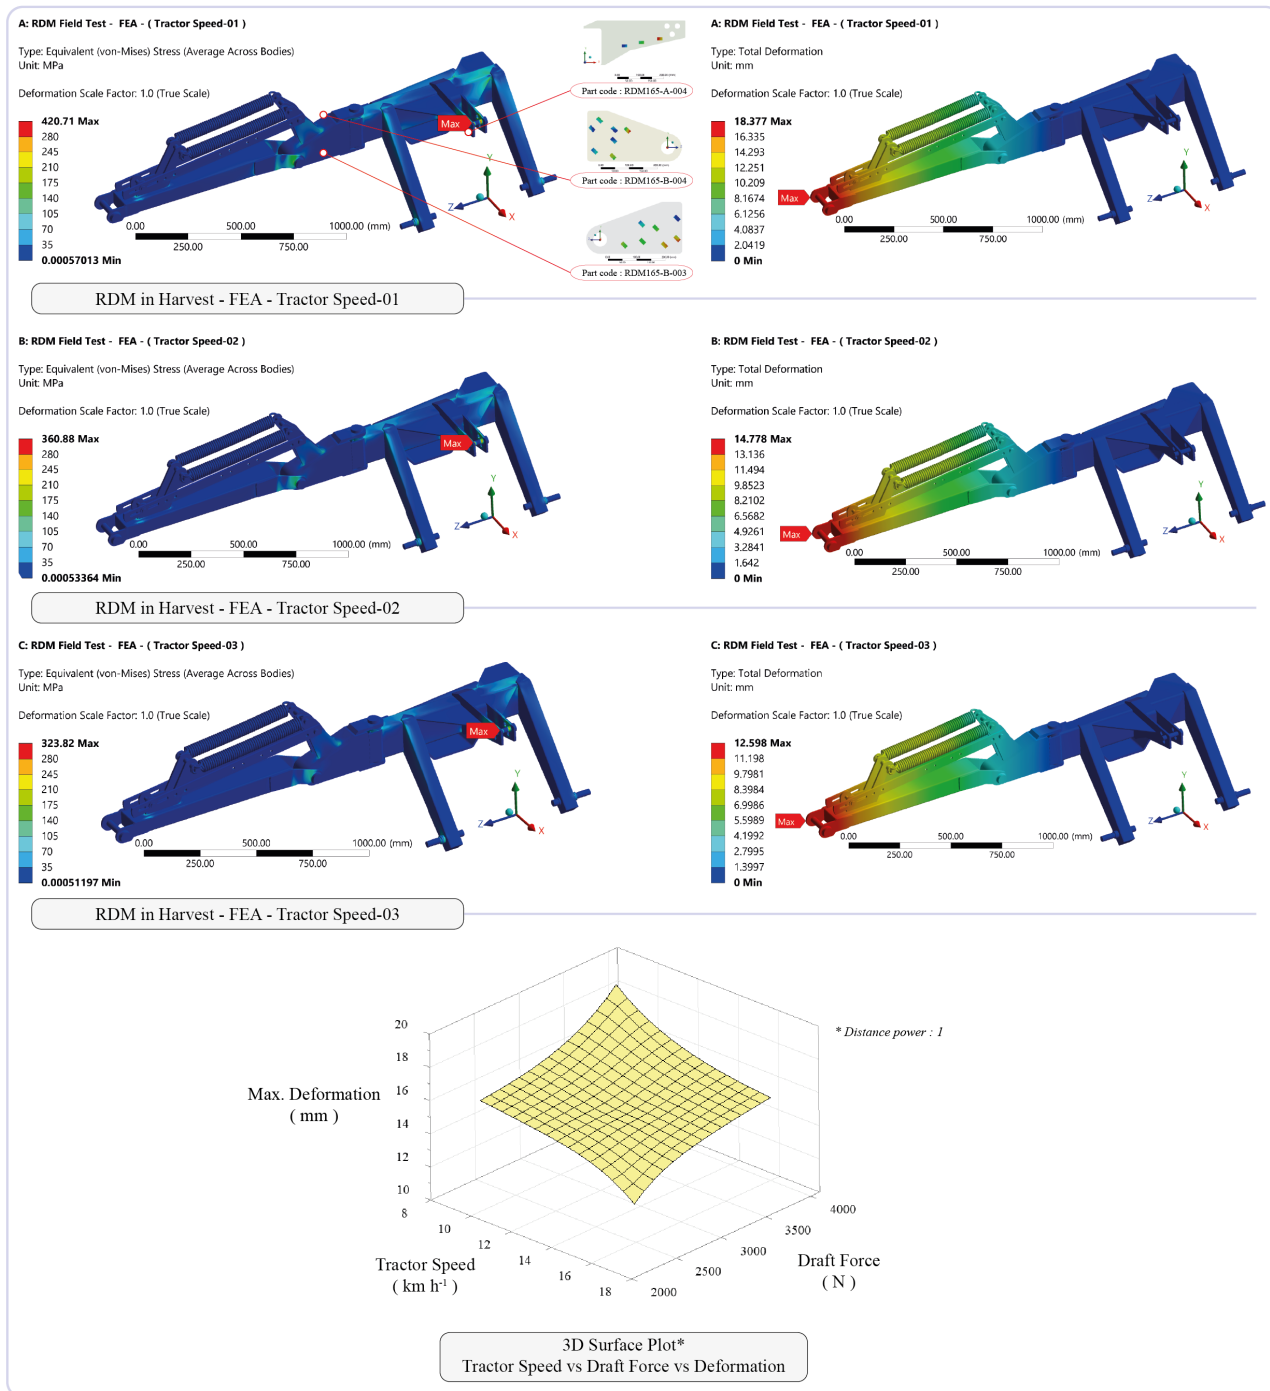 A: RDM Field Test - FEA - ( Tractor Speed-01 )
Type: Equivalent (von-Mises) Stress (Average Across Bodies)
Unit: MPa
Deformation Scale Factor: 1.0 (True Scale)
420.71 Max
280
245
210
175
140
105
70
35
0.00057013 Min
Max
Part code : RDM165-A-004
Part code : RDM165-B-004
Part code : RDM165-B-003
Y
Z
X
0.00
500.00
1000.00 (mm)
250.00
750.00
A: RDM Field Test - FEA - ( Tractor Speed-01 )
Type: Total Deformation
Unit: mm
Deformation Scale Factor: 1.0 (True Scale)
18.377 Max
16.335
14.293
12.251
10.209
8.1674
6.1256
4.0837
2.0419
0 Min
Max
Y
Z
X
0.00
500.00
1000.00 (mm)
250.00
750.00
RDM in Harvest - FEA - Tractor Speed-01
B: RDM Field Test - FEA - ( Tractor Speed-02 )
Type: Equivalent (von-Mises) Stress (Average Across Bodies)
Unit: MPa
Deformation Scale Factor: 1.0 (True Scale)
360.88 Max
280
245
210
175
140
105
70
35
0.00053364 Min
Max
Y
Z
X
0.00
500.00
1000.00 (mm)
250.00
750.00
B: RDM Field Test - FEA - ( Tractor Speed-02 )
Type: Total Deformation
Unit: mm
Deformation Scale Factor: 1.0 (True Scale)
14.778 Max
13.136
11.494
9.8523
8.2102
6.5682
4.9261
3.2841
1.642
0 Min
Max
Y
Z
X
0.00
500.00
1000.00 (mm)
250.00
750.00
RDM in Harvest - FEA - Tractor Speed-02
C: RDM Field Test - FEA - ( Tractor Speed-03 )
Type: Equivalent (von-Mises) Stress (Average Across Bodies)
Unit: MPa
Deformation Scale Factor: 1.0 (True Scale)
323.82 Max
280
245
210
175
140
105
70
35
0.00051197 Min
Max
Y
Z
X
0.00
500.00
1000.00 (mm)
250.00
750.00
C: RDM Field Test - FEA - ( Tractor Speed-03 )
Type: Total Deformation
Unit: mm
Deformation Scale Factor: 1.0 (True Scale)
12.598 Max
11.198
9.7981
8.3984
6.9986
5.5989
4.1992
2.7995
1.3997
0 Min
Max
Y
Z
X
0.00
500.00
1000.00 (mm)
250.00
750.00
RDM in Harvest - FEA - Tractor Speed-03
* Distance power : 1
Max. Deformation
( mm )
20
18
16
14
12
10
8
10
12
14
16
18
Tractor Speed
( km h-1 )
2000
2500
3000
3500
4000
Draft Force
( N )
3D Surface Plot*
Tractor Speed vs Draft Force vs Deformation